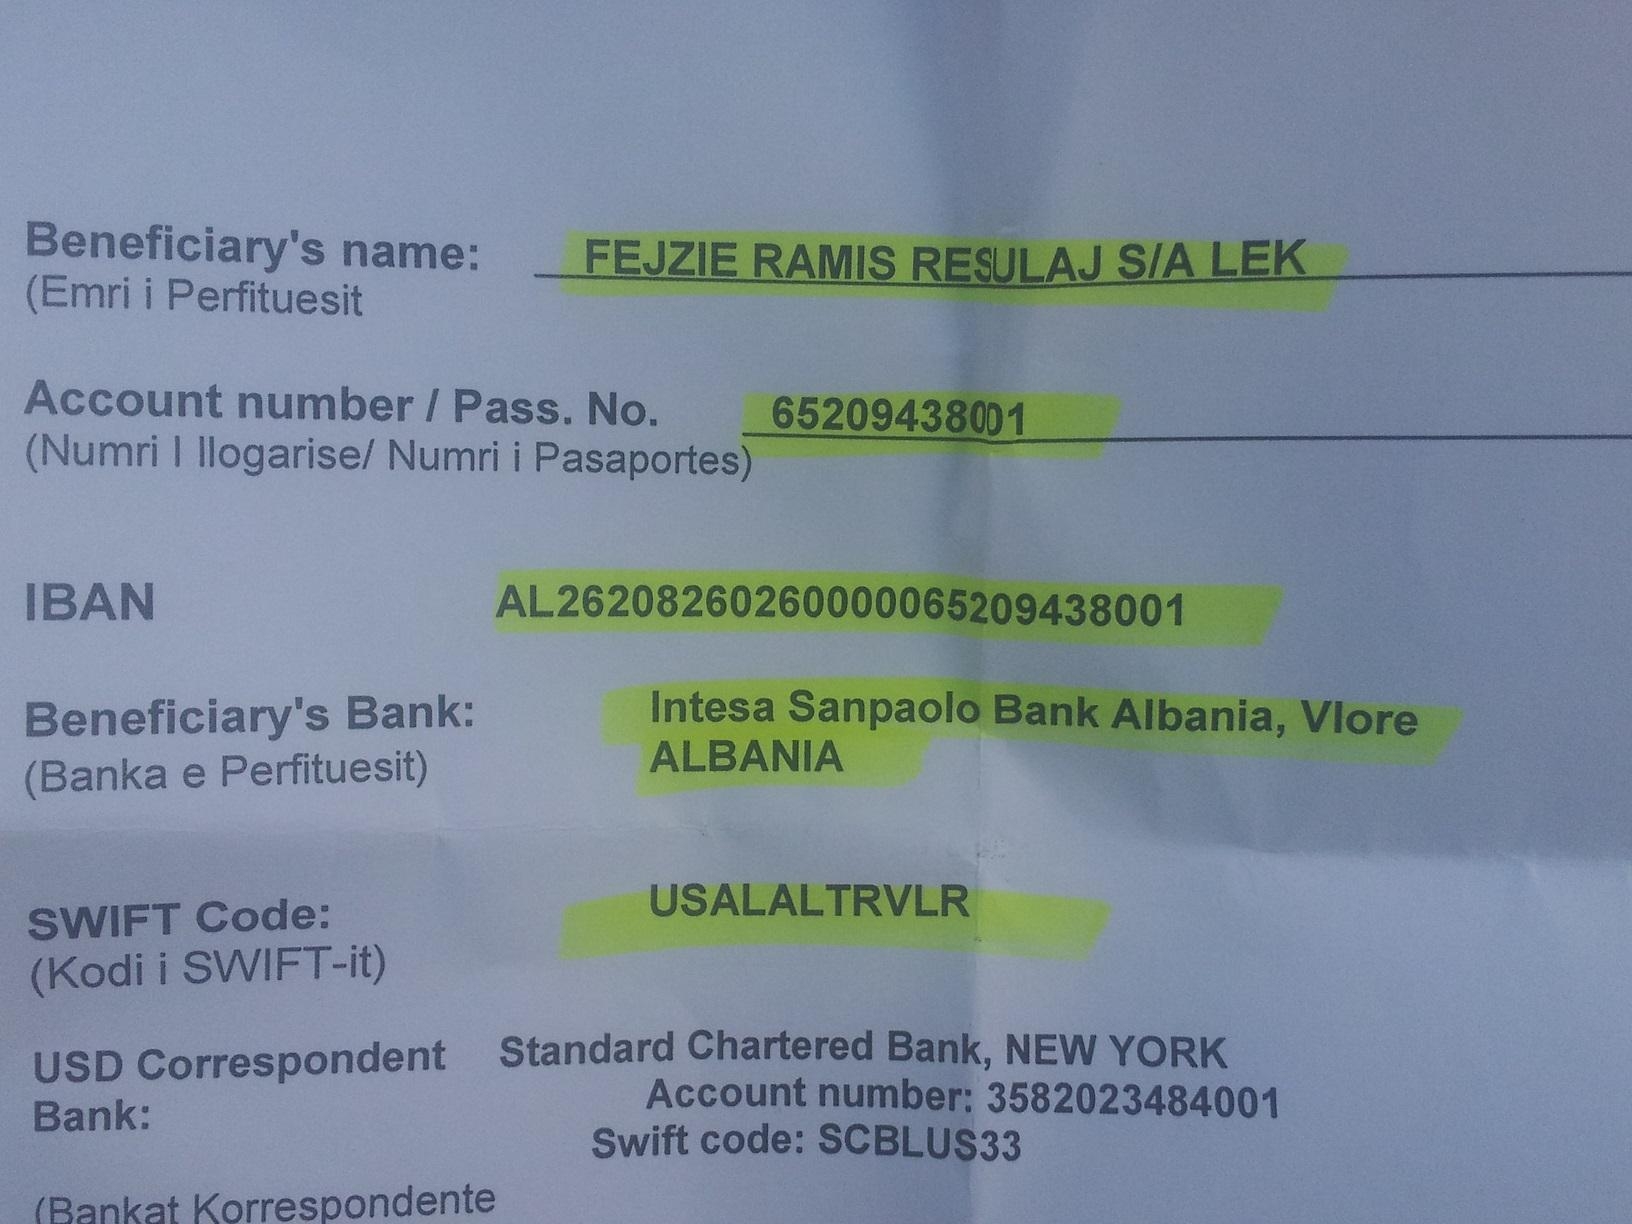 Beneficiary's name: FEJZIE RAMIS RESULAJ S/A LEK
(Emri i Perfituesit
Account number / Pass. No. 65209438001
(Numri I llogarise/ Numri i Pasaportes)
IBAN AL26208260260000065209438001
Beneficiary's Bank: Intesa Sanpaolo Bank Albania, Vlore
ALBANIA
(Banka e Perfituesit)
SWIFT Code: USALALTRVLR
(Kodi i SWIFT-it)
USD Correspondent Standard Chartered Bank, NEW YORK
Account number: 3582023484001
Bank:
Swift code: SCBLUS33
(Bankat Korrespondente